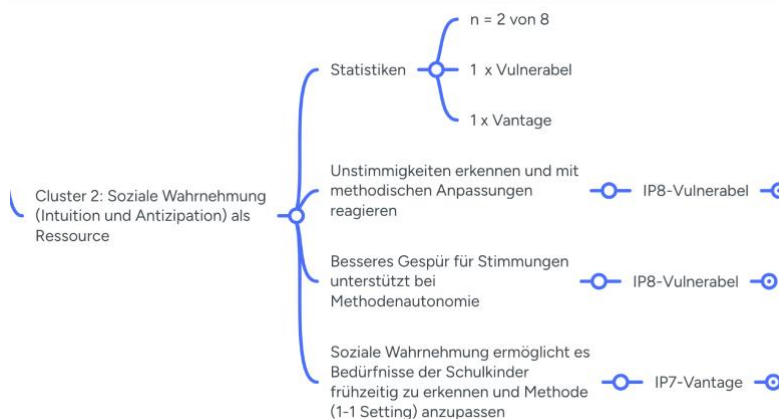 n = 2 von 8
Statistiken
1 x Vulnerabel
1 x Vantage
Cluster 2: Soziale Wahrnehmung
(Intuition und Antizipation) als
Ressource
Unstimmigkeiten erkennen und mit
methodischen Anpassungen
reagieren
IP8-Vulnerabel
Besseres Gespür für Stimmungen
unterstützt bei
Methodenautonomie
IP8-Vulnerabel
Soziale Wahrnehmung ermöglicht es
Bedürfnisse der Schulkinder
frühzeitig zu erkennen und Methode
(1-1 Setting) anzupassen
IP7-Vantage